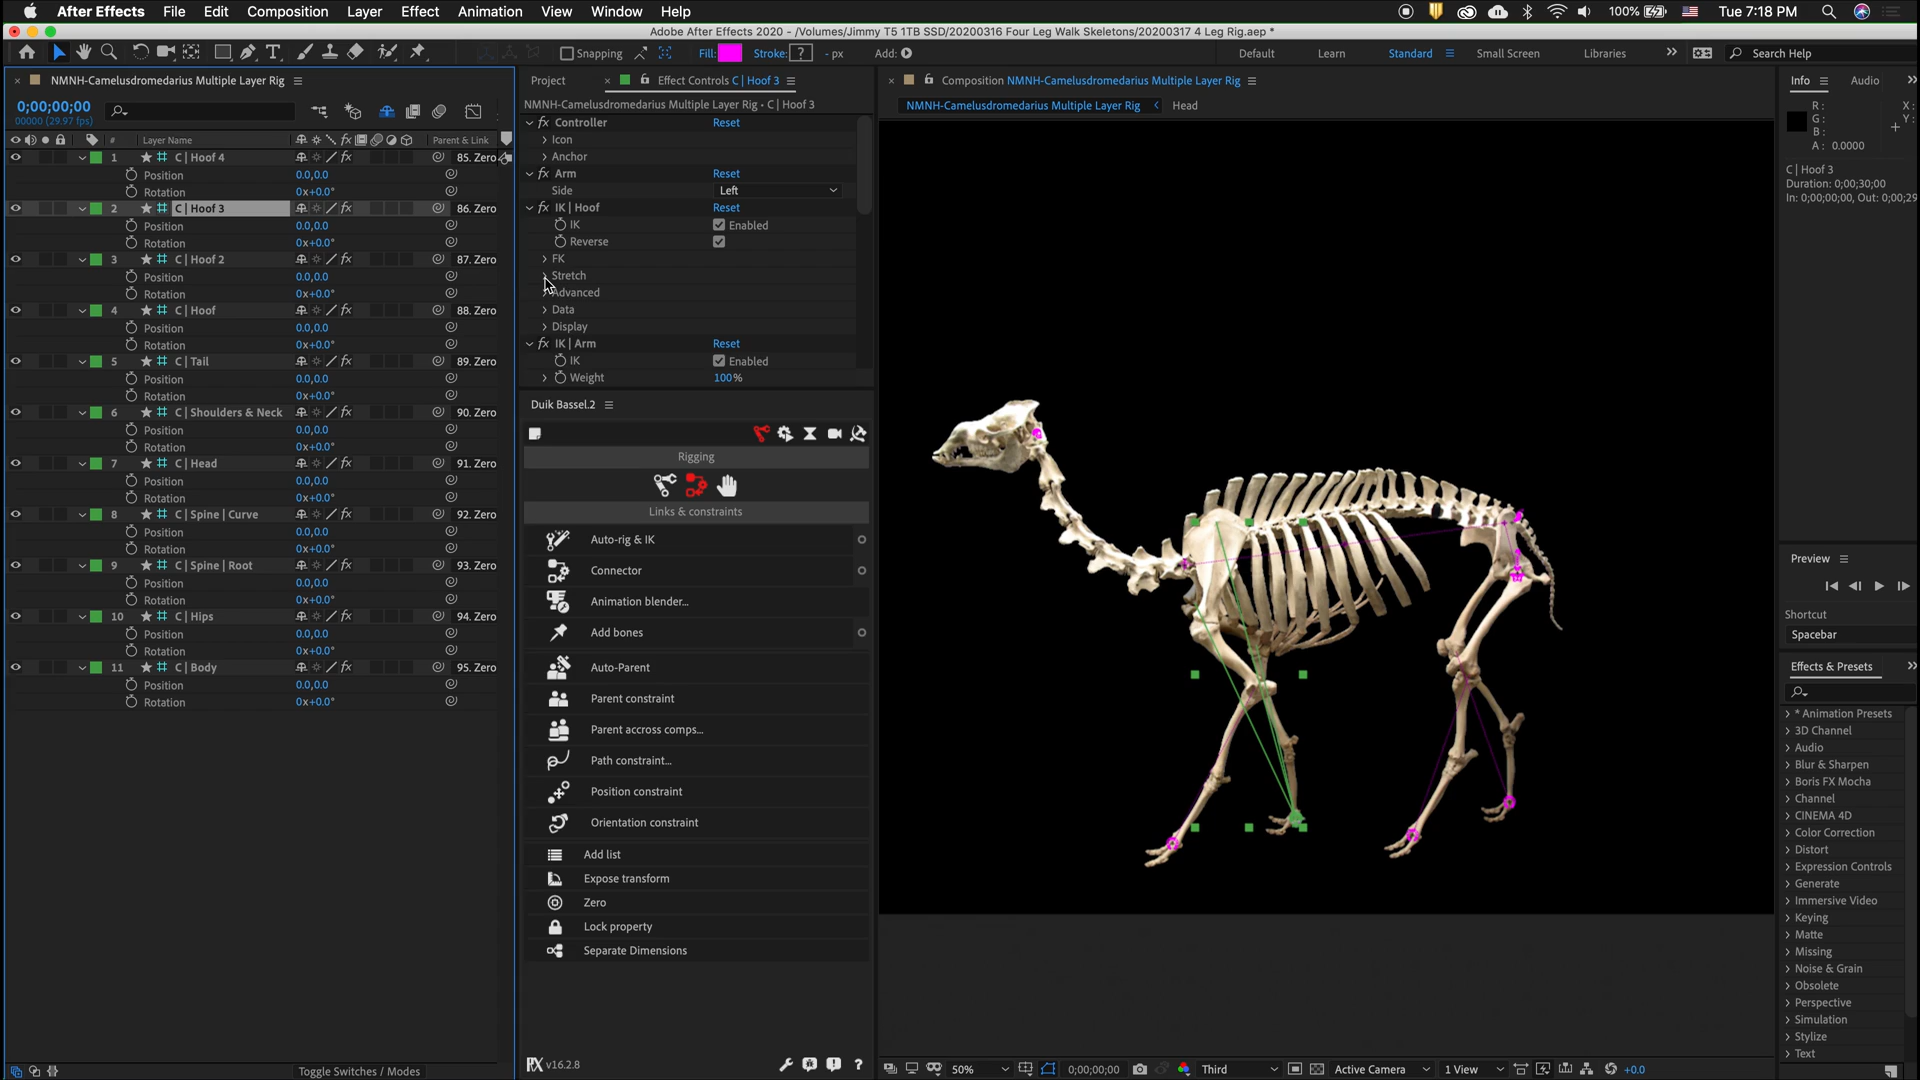 After Effects File Edit Composition Layer Effect Animation View Window Help 100% Tue 7:18 PM
Adobe After Effects 2020 - /Volumes/Jimmy T5 1TB SSD/20200316 Four Leg Walk Skeletons/20200317 4 Leg Rig.aep *
Snapping Fill: Stroke: ? - px Add: Default Learn Standard Small Screen Libraries Search Help
NMNH-Camelusdromedarius Multiple Layer Rig
0;00;00;00
00000 (29.97 fps)
# Layer Name Parent & Link
1 C | Hoof 4 85. Zero
Position 0.0,0.0
Rotation 0x+0.0°
2 C | Hoof 3 86. Zero
Position 0.0,0.0
Rotation 0x+0.0°
3 C | Hoof 2 87. Zero
Position 0.0,0.0
Rotation 0x+0.0°
4 C | Hoof 88. Zero
Position 0.0,0.0
Rotation 0x+0.0°
5 C | Tail 89. Zero
Position 0.0,0.0
Rotation 0x+0.0°
6 C | Shoulders & Neck 90. Zero
Position 0.0,0.0
Rotation 0x+0.0°
7 C | Head 91. Zero
Position 0.0,0.0
Rotation 0x+0.0°
8 C | Spine | Curve 92. Zero
Position 0.0,0.0
Rotation 0x+0.0°
9 C | Spine | Root 93. Zero
Position 0.0,0.0
Rotation 0x+0.0°
10 C | Hips 94. Zero
Position 0.0,0.0
Rotation 0x+0.0°
11 C | Body 95. Zero
Position 0.0,0.0
Rotation 0x+0.0°
Toggle Switches / Modes
Project Effect Controls C | Hoof 3
NMNH-Camelusdromedarius Multiple Layer Rig • C | Hoof 3
fx Controller Reset
Icon
Anchor
fx Arm Reset
Side Left
fx IK | Hoof Reset
IK Enabled
Reverse
FK
Stretch
Advanced
Data
Display
fx IK | Arm Reset
IK Enabled
Weight 100%
Duik Bassel.2
Rigging
Links & constraints
Auto-rig & IK
Connector
Animation blender...
Add bones
Auto-Parent
Parent constraint
Parent accross comps...
Path constraint...
Position constraint
Orientation constraint
Add list
Expose transform
Zero
Lock property
Separate Dimensions
v16.2.8 ?
Composition NMNH-Camelusdromedarius Multiple Layer Rig
NMNH-Camelusdromedarius Multiple Layer Rig Head
50% 0;00;00;00 Third Active Camera 1 View +0.0
Info Audio
R: X:
G: Y:
B:
A: 0.0000
C | Hoof 3
Duration: 0;00;30;00
In: 0;00;00;00, Out: 0;00;29
Preview
Shortcut
Spacebar
Effects & Presets
* Animation Presets
3D Channel
Audio
Blur & Sharpen
Boris FX Mocha
Channel
CINEMA 4D
Color Correction
Distort
Expression Controls
Generate
Immersive Video
Keying
Matte
Missing
Noise & Grain
Obsolete
Perspective
Simulation
Stylize
Text